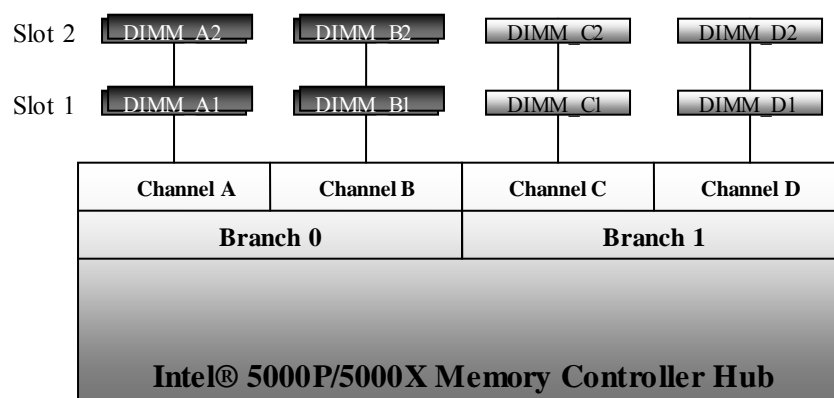 Slot 2 DIMM_A2 DIMM_B2 DIMM_C2 DIMM_D2
Slot 1 DIMM_A1 DIMM_B1 DIMM_C1 DIMM_D1
Channel A Channel B Channel C Channel D
Branch 0 Branch 1
Intel® 5000P/5000X Memory Controller Hub